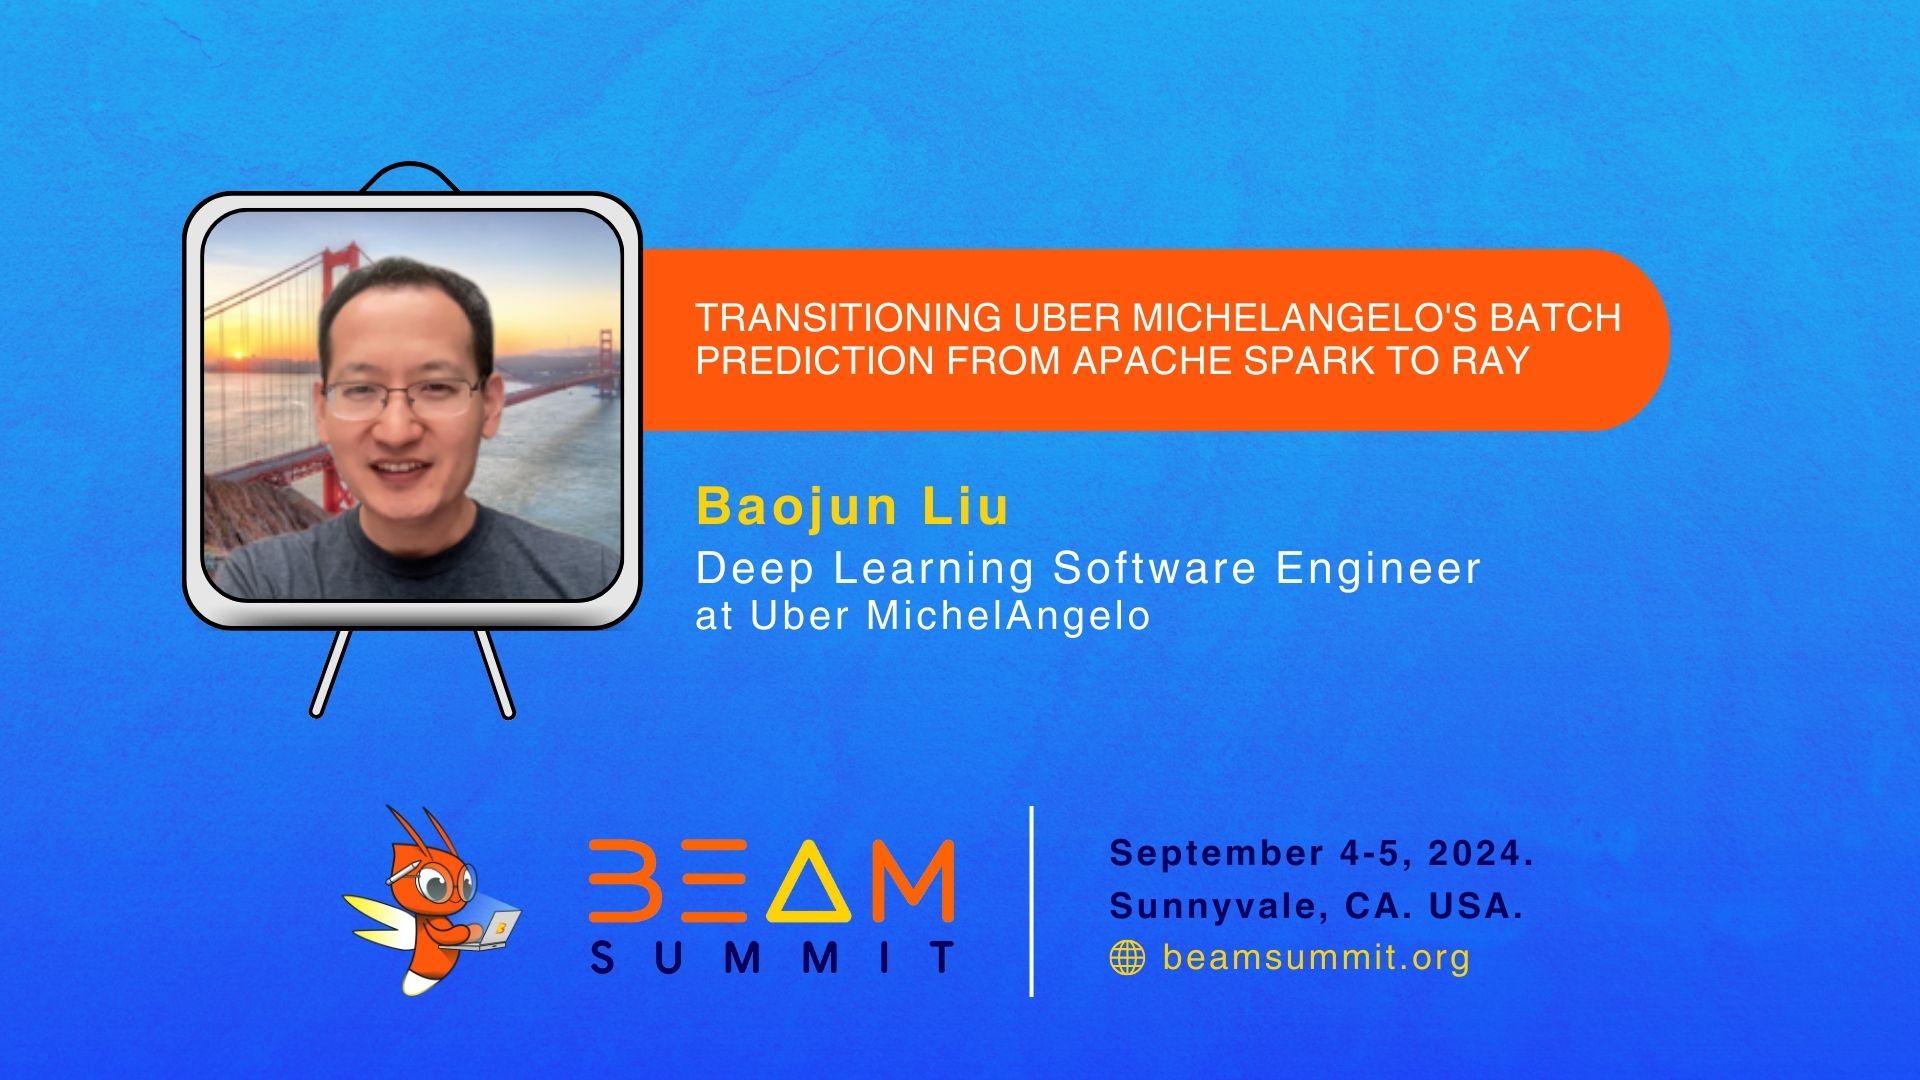 TRANSITIONING UBER MICHELANGELO'S BATCH
PREDICTION FROM APACHE SPARK TO RAY
Baojun Liu
Deep Learning Software Engineer
at Uber MichelAngelo
BEAM
SUMMIT
September 4-5, 2024.
Sunnyvale, CA. USA.
beamsummit.org